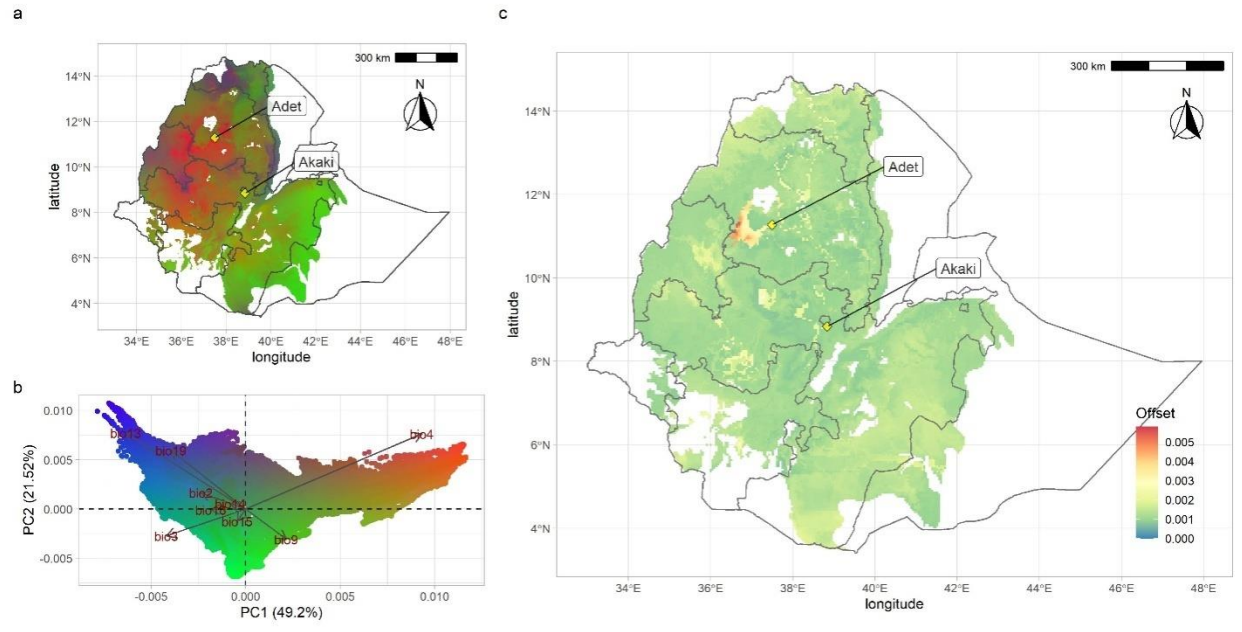 a
300 km
N
14°N
12°N
10°N
8°N
6°N
4°N
latitude
Adet
Akaki
34°E 36°E 38°E 40°E 42°E 44°E 46°E 48°E
longitude
b
0.010
0.005
0.000
-0.005
PC2 (21.52%)
bio13
bio19
bio4
bio2
bio14
bio18
bio15
bio3
bio9
-0.005 0.000 0.005 0.010
PC1 (49.2%)
c
300 km
N
14°N
12°N
10°N
8°N
6°N
4°N
latitude
Adet
Akaki
Offset
0.005
0.004
0.003
0.002
0.001
0.000
34°E 36°E 38°E 40°E 42°E 44°E 46°E 48°E
longitude